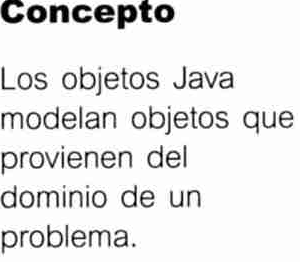 Concepto
Los objetos Java
modelan objetos que
provienen del
dominio de un
problema.